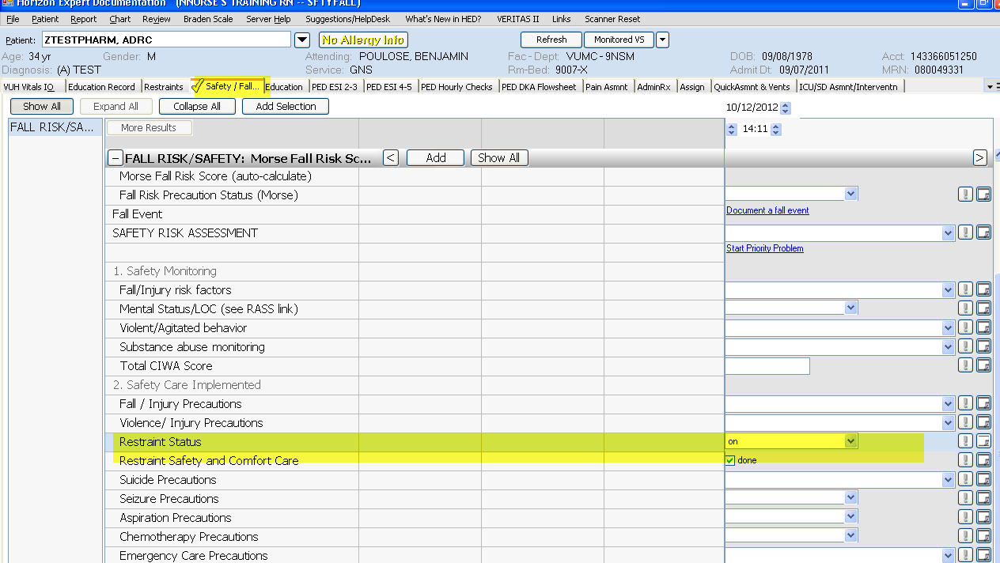 Horizon Expert Documentation (NNURSE'S TRAINING RN -- SFTYFALL)
File Patient Report Chart Review Braden Scale Server Help Suggestions/HelpDesk What's New in HED? VERITAS II Links Scanner Reset
Patient: ZTESTPHARM, ADRC No Allergy Info Refresh Monitored VS
Age: 34 yr Gender: M Attending: POULOSE, BENJAMIN Fac - Dept: VUMC - 9NSM DOB: 09/08/1978 Acct: 143366051250
Diagnosis: (A) TEST Service: GNS Rm-Bed: 9007-X Admit Dt: 09/07/2011 MRN: 080049331
VUH Vitals IO Education Record Restraints Safety / Fall... Education PED ESI 2-3 PED ESI 4-5 PED Hourly Checks PED DKA Flowsheet Pain Asmnt AdminRx Assign QuickAsmnt & Vents ICU/SD Asmnt/Interventn
Show All Expand All Collapse All Add Selection 10/12/2012
FALL RISK/SA... More Results 14:11
FALL RISK/SAFETY: Morse Fall Risk Sc... < Add Show All >
Morse Fall Risk Score (auto-calculate)
Fall Risk Precaution Status (Morse)
Fall Event Document a fall event
SAFETY RISK ASSESSMENT
Start Priority Problem
1. Safety Monitoring
Fall/Injury risk factors
Mental Status/LOC (see RASS link)
Violent/Agitated behavior
Substance abuse monitoring
Total CIWA Score
2. Safety Care Implemented
Fall / Injury Precautions
Violence/ Injury Precautions
Restraint Status on
Restraint Safety and Comfort Care done
Suicide Precautions
Seizure Precautions
Aspiration Precautions
Chemotherapy Precautions
Emergency Care Precautions